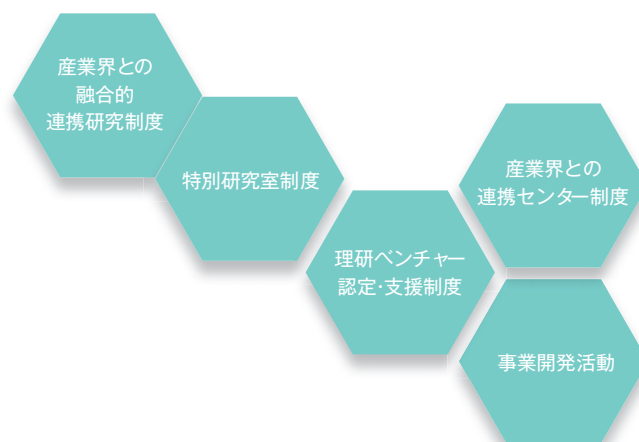 産業界との
融合的
連携研究制度
特別研究室制度
理研ベンチャー
認定・支援制度
産業界との
連携センター制度
事業開発活動